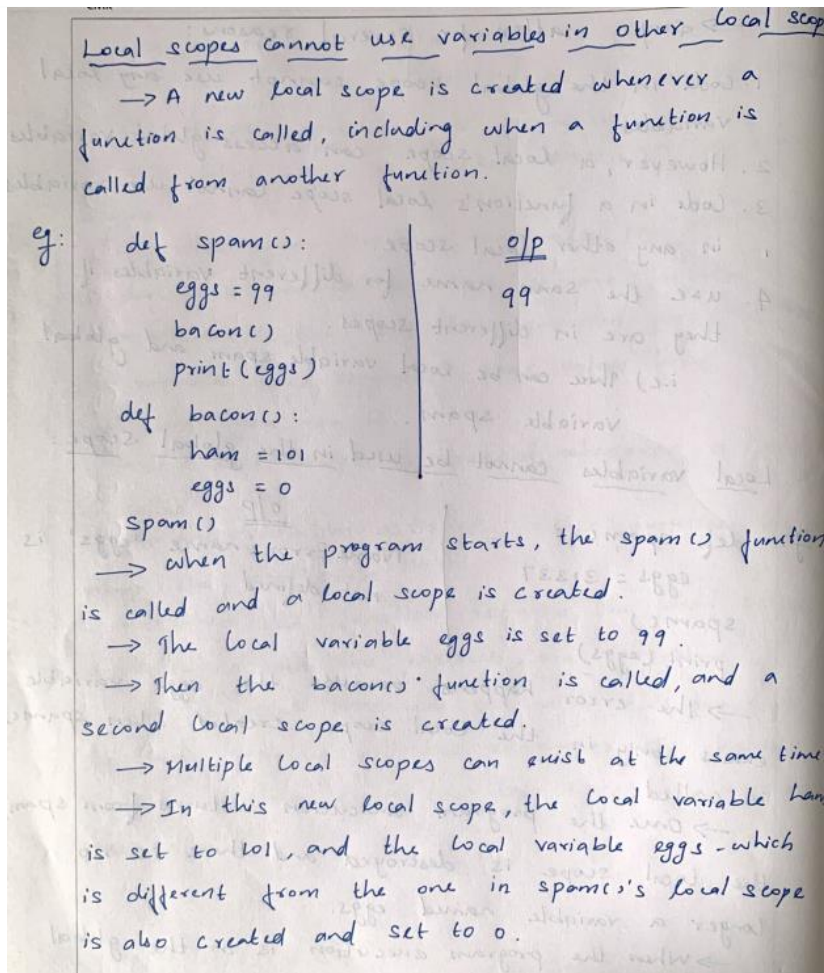 Local scopes cannot use variables in other local scop
→ A new local scope is created whenever a
function is called, including when a function is
called from another function.
eg: def spam():
o/p
eggs = 99
99
bacon()
print(eggs)
def bacon():
ham = 101
eggs = 0
spam()
→ when the program starts, the spam() function
is called and a local scope is created.
→ The local variable eggs is set to 99.
→ Then the bacon() function is called, and a
second local scope is created.
→ Multiple local scopes can exist at the same time
→ In this new local scope, the local variable ham
is set to 101, and the local variable eggs - which
is different from the one in spam()'s local scope
is also created and set to 0.